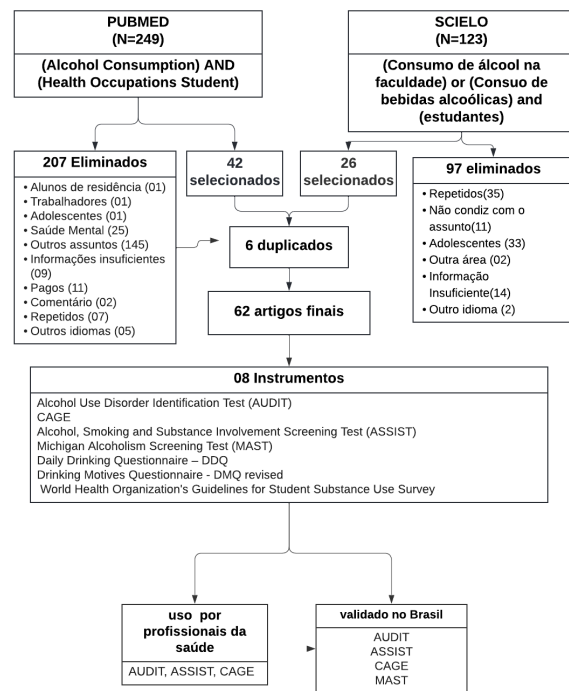 PUBMED
(N=249)
(Alcohol Consumption) AND
(Health Occupations Student)
SCIELO
(N=123)
(Consumo de álcool na
faculdade) or (Consuo de
bebidas alcoólicas) and
(estudantes)
207 Eliminados
• Alunos de residência (01)
• Trabalhadores (01)
• Adolescentes (01)
• Saúde Mental (25)
• Outros assuntos (145)
• Informações insuficientes
(09)
• Pagos (11)
• Comentário (02)
• Repetidos (07)
• Outros idiomas (05)
42
selecionados
26
selecionados
97 eliminados
• Repetidos(35)
• Não condiz com o
assunto(11)
• Adolescentes (33)
• Outra área (02)
• Informação
Insuficiente(14)
• Outro idioma (2)
6 duplicados
62 artigos finais
08 Instrumentos
Alcohol Use Disorder Identification Test (AUDIT)
CAGE
Alcohol, Smoking and Substance Involvement Screening Test (ASSIST)
Michigan Alcoholism Screening Test (MAST)
Daily Drinking Questionnaire – DDQ
Drinking Motives Questionnaire - DMQ revised
World Health Organization's Guidelines for Student Substance Use Survey
uso por
profissionais da
saúde
AUDIT, ASSIST, CAGE
validado no Brasil
AUDIT
ASSIST
CAGE
MAST